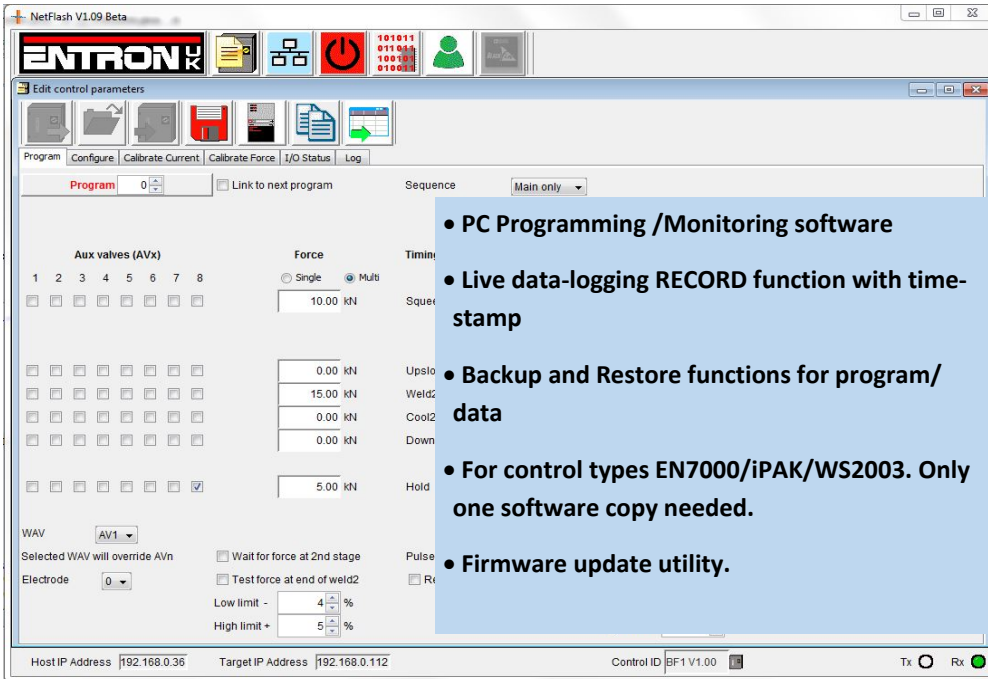 NetFlash V1.09 Beta
ENTRON UK
101011
011011
100101
010011
Edit control parameters
Program Configure Calibrate Current Calibrate Force I/O Status Log
Program 0 Link to next program Sequence Main only
Aux valves (AVx) Force
1 2 3 4 5 6 7 8 Single Multi
10.00 kN
0.00 kN
15.00 kN
0.00 kN
0.00 kN
5.00 kN Hold
WAV AV1
Selected WAV will override AVn Wait for force at 2nd stage Pulse
Electrode 0 Test force at end of weld2
Low limit - 4 %
High limit + 5 %
• PC Programming /Monitoring software
• Live data-logging RECORD function with time-
stamp
• Backup and Restore functions for program/
data
• For control types EN7000/iPAK/WS2003. Only
one software copy needed.
• Firmware update utility.
Host IP Address 192.168.0.36 Target IP Address 192.168.0.112 Control ID BF1 V1.00 Tx Rx